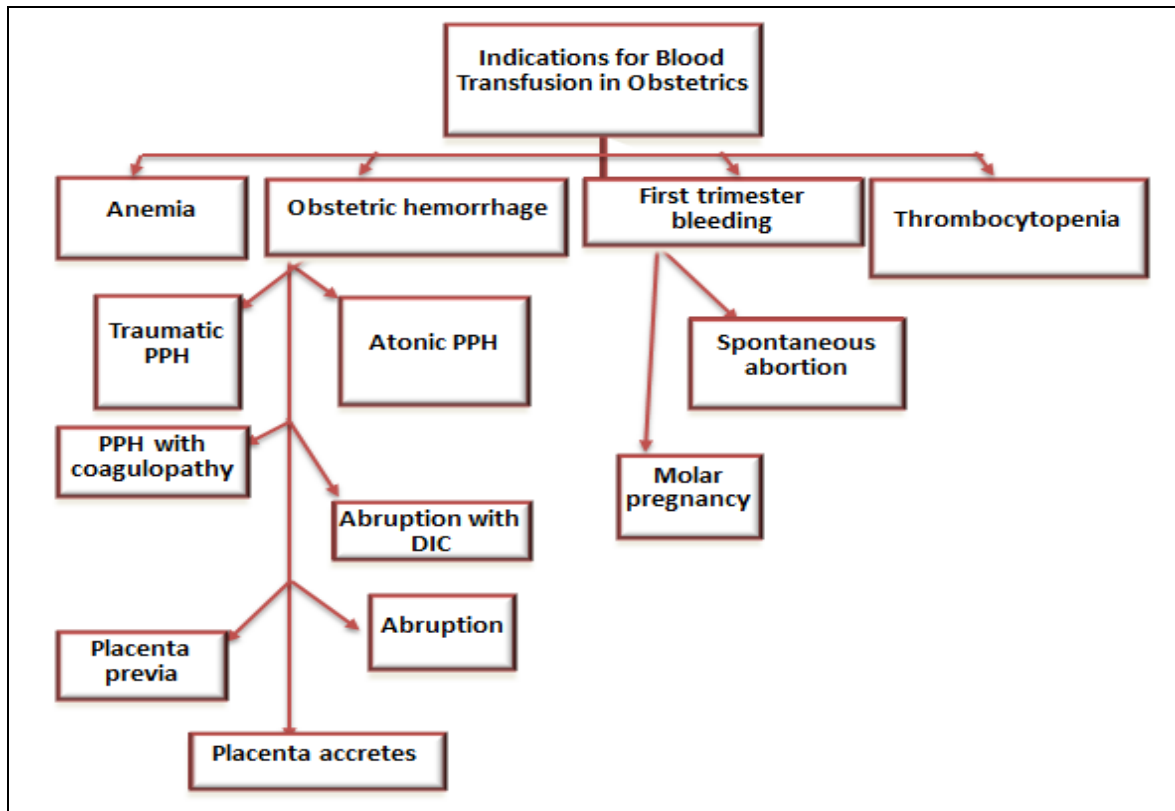 Indications for Blood
Transfusion in Obstetrics
Anemia
Obstetric hemorrhage
First trimester
bleeding
Thrombocytopenia
Traumatic
PPH
Atonic PPH
Spontaneous
abortion
PPH with
coagulopathy
Molar
pregnancy
Abruption with
DIC
Abruption
Placenta
previa
Placenta accretes